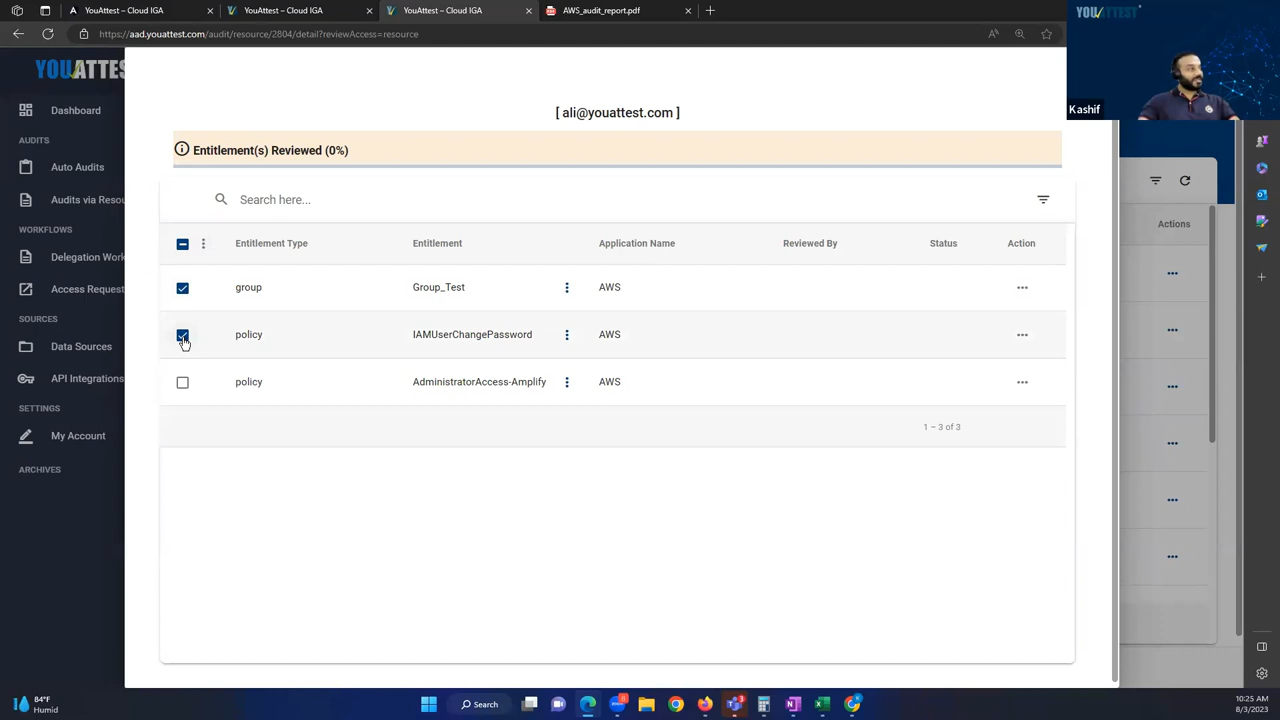 YouAttest – Cloud IGA
YouAttest – Cloud IGA
YouAttest – Cloud IGA
AWS_audit_report.pdf
https://aad.youattest.com/audit/resource/2804/detail?reviewAccess=resource
YOUATTEST
Kashif
YOUATTES
Dashboard
AUDITS
Auto Audits
Audits via Resou
WORKFLOWS
Delegation Work
Access Request
SOURCES
Data Sources
API Integrations
SETTINGS
My Account
ARCHIVES
[ ali@youattest.com ]
Entitlement(s) Reviewed (0%)
Search here...
Entitlement Type Entitlement Application Name Reviewed By Status Action
group Group_Test AWS
policy IAMUserChangePassword AWS
policy AdministratorAccess-Amplify AWS
1 – 3 of 3
Actions
84°F
Humid
Search
10:25 AM
8/3/2023